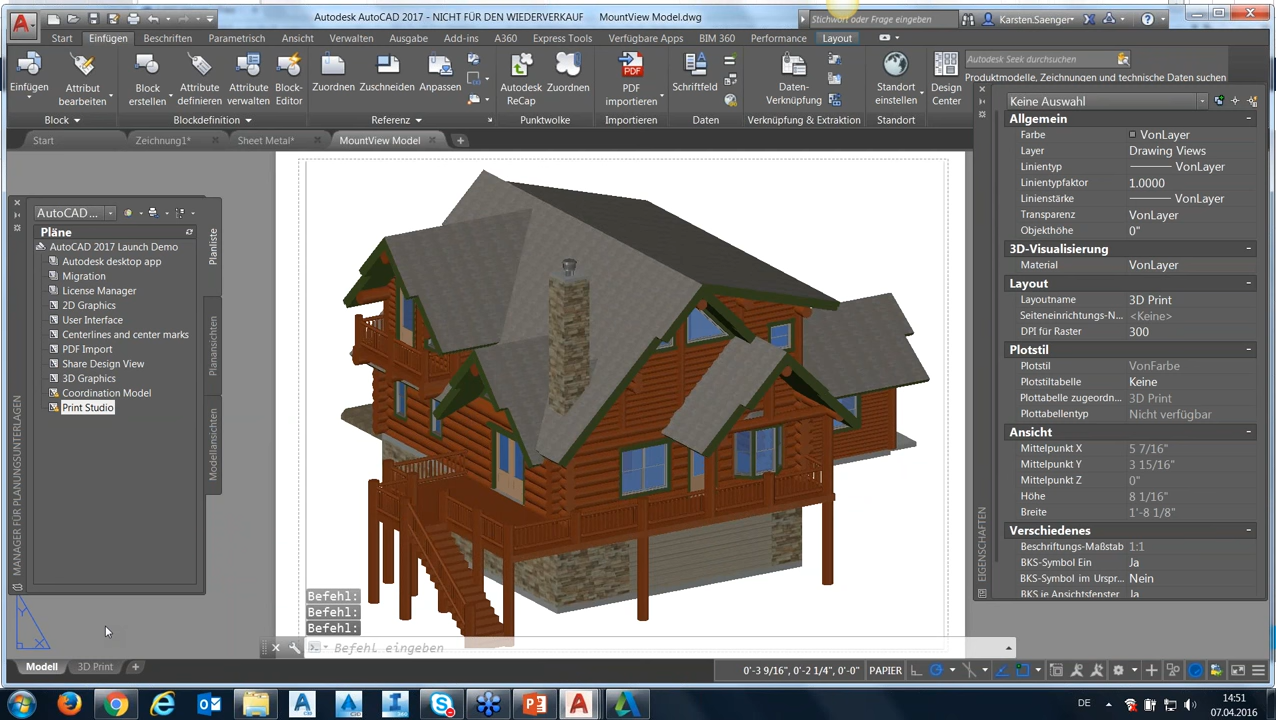 Autodesk AutoCAD 2017 - NICHT FÜR DEN WIEDERVERKAUF MountView Model.dwg
Stichwort oder Frage eingeben
Karsten.Saenger
Start Einfügen Beschriften Parametrisch Ansicht Verwalten Ausgabe Add-ins A360 Express Tools Verfügbare Apps BIM 360 Performance Layout
Einfügen
Attribut bearbeiten
Block erstellen
Attribute definieren
Attribute verwalten
Block-Editor
Zuordnen
Zuschneiden
Anpassen
Autodesk ReCap
Zuordnen
PDF
PDF importieren
Schriftfeld
Daten-Verknüpfung
Standort einstellen
Design Center
Autodesk Seek durchsuchen
Produktmodelle, Zeichnungen und technische Daten suchen
Block
Blockdefinition
Referenz
Punktwolke
Importieren
Daten
Verknüpfung & Extraktion
Standort
Start
Zeichnung1*
Sheet Metal*
MountView Model
AutoCAD ...
Pläne
AutoCAD 2017 Launch Demo
Autodesk desktop app
Migration
License Manager
2D Graphics
User Interface
Centerlines and center marks
PDF Import
Share Design View
3D Graphics
Coordination Model
Print Studio
Planliste
Planansichten
Modellansichten
MANAGER FÜR PLANUNGSUNTERLAGEN
Keine Auswahl
Allgemein
Farbe VonLayer
Layer Drawing Views
Linientyp VonLayer
Linientypfaktor 1.0000
Linienstärke VonLayer
Transparenz VonLayer
Objekthöhe 0"
3D-Visualisierung
Material VonLayer
Layout
Layoutname 3D Print
Seiteneinrichtungs-N... <Keine>
DPI für Raster 300
Plotstil
Plotstil VonFarbe
Plotstiltabelle Keine
Plottabelle zugeordn... 3D Print
Plottabellentyp Nicht verfügbar
Ansicht
Mittelpunkt X 5 7/16"
Mittelpunkt Y 3 15/16"
Mittelpunkt Z 0"
Höhe 8 1/16"
Breite 1'-8 1/8"
Verschiedenes
Beschriftungs-Maßstab 1:1
BKS-Symbol Ein Ja
BKS-Symbol im Urspr... Nein
BKS je Ansichtsfenster Ja
EIGENSCHAFTEN
Befehl:
Befehl:
Befehl:
Befehl eingeben
Y
X
Modell 3D Print
0'-3 9/16", 0'-2 1/4", 0'-0" PAPIER
DE
14:51
07.04.2016